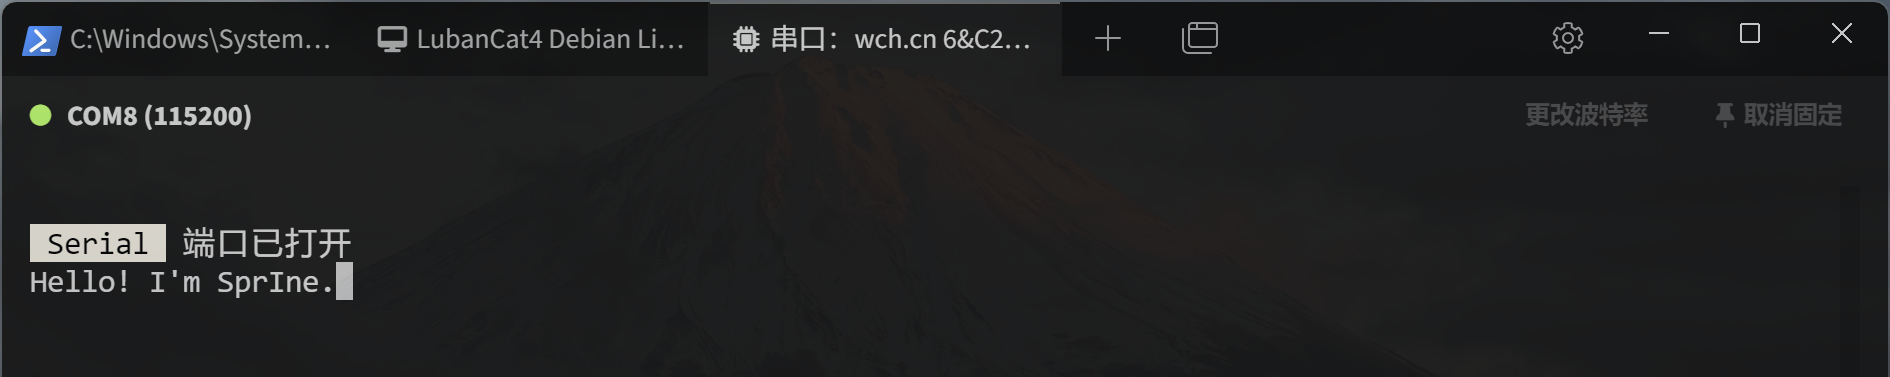 C:\Windows\System...
LubanCat4 Debian Li...
串口： wch.cn 6&C2...
COM8 (115200)
更改波特率
取消固定
Serial 端口已打开
Hello! I'm SprIne.